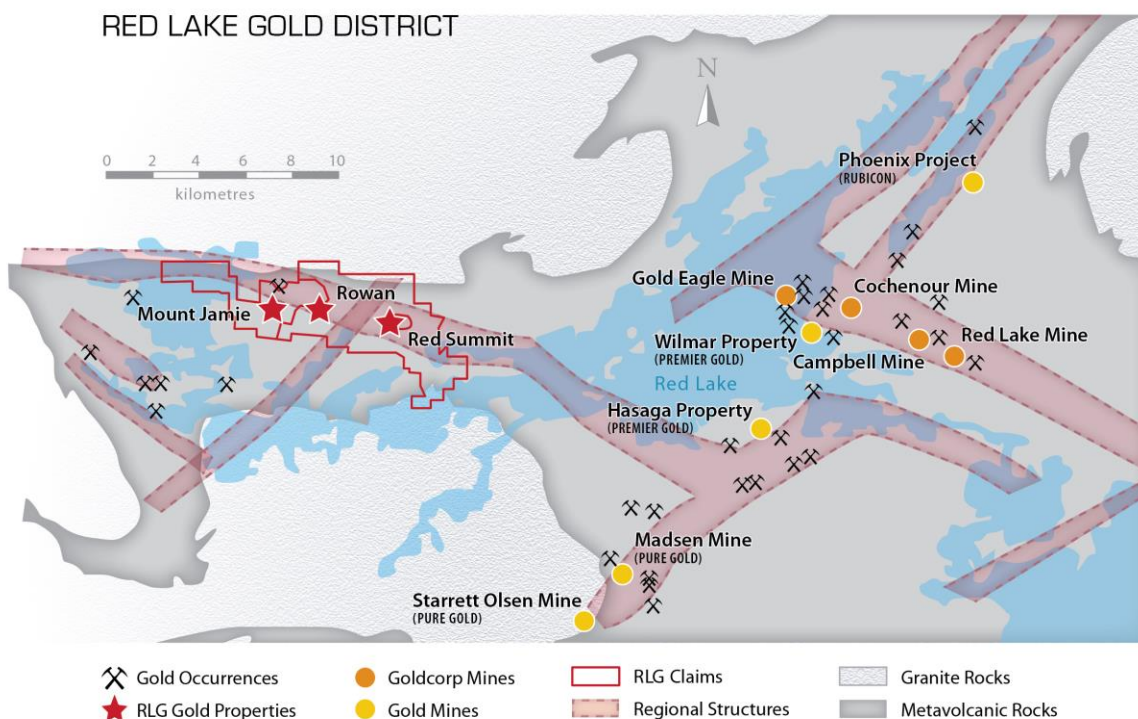 RED LAKE GOLD DISTRICT
N
0 2 4 6 8 10
kilometres
Phoenix Project
(RUBICON)
Gold Eagle Mine
Cochenour Mine
Rowan
Mount Jamie
Red Summit
Wilmar Property
(PREMIER GOLD)
Red Lake Mine
Campbell Mine
Red Lake
Hasaga Property
(PREMIER GOLD)
Madsen Mine
(PURE GOLD)
Starrett Olsen Mine
(PURE GOLD)
Gold Occurrences
Goldcorp Mines
RLG Claims
Granite Rocks
RLG Gold Properties
Gold Mines
Regional Structures
Metavolcanic Rocks